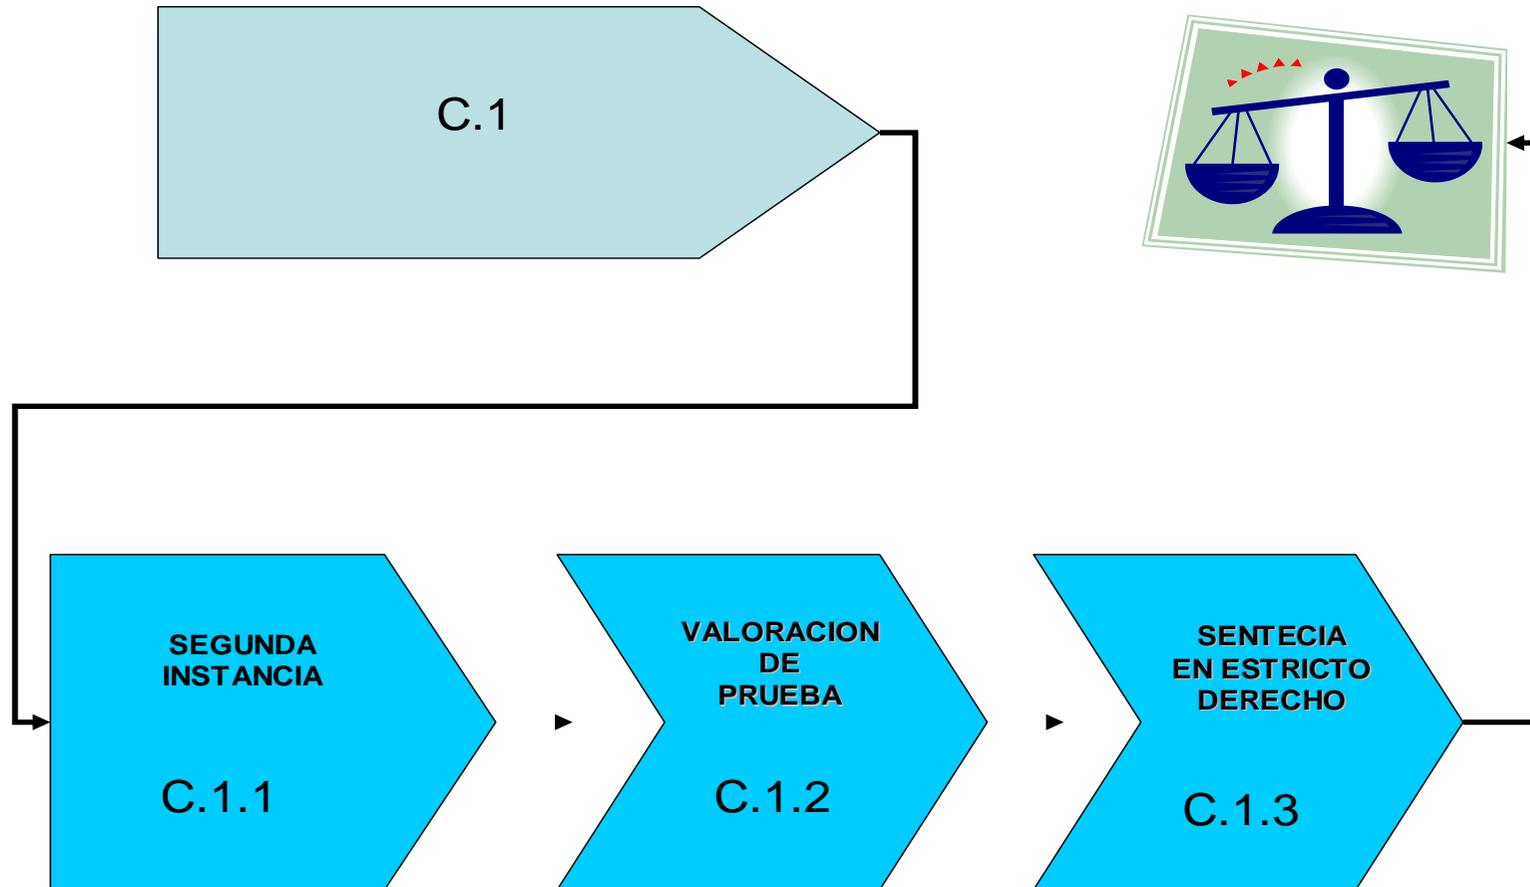 C.1
SEGUNDA
INSTANCIA
C.1.1
VALORACION
DE
PRUEBA
C.1.2
SENTECIA
EN ESTRICTO
DERECHO
C.1.3